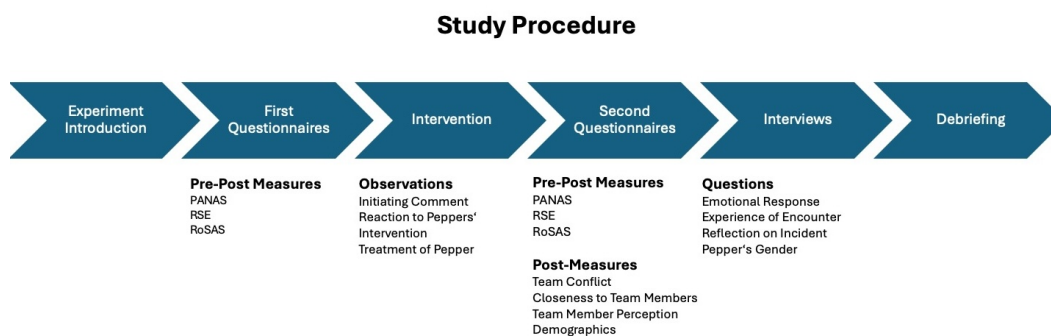 Study Procedure
Experiment
Introduction
First
Questionnaires
Intervention
Second
Questionnaires
Interviews
Debriefing
Pre-Post Measures
PANAS
RSE
RoSAS
Observations
Initiating Comment
Reaction to Peppers‘
Intervention
Treatment of Pepper
Pre-Post Measures
PANAS
RSE
RoSAS
Post-Measures
Team Conflict
Closeness to Team Members
Team Member Perception
Demographics
Questions
Emotional Response
Experience of Encounter
Reflection on Incident
Pepper's Gender